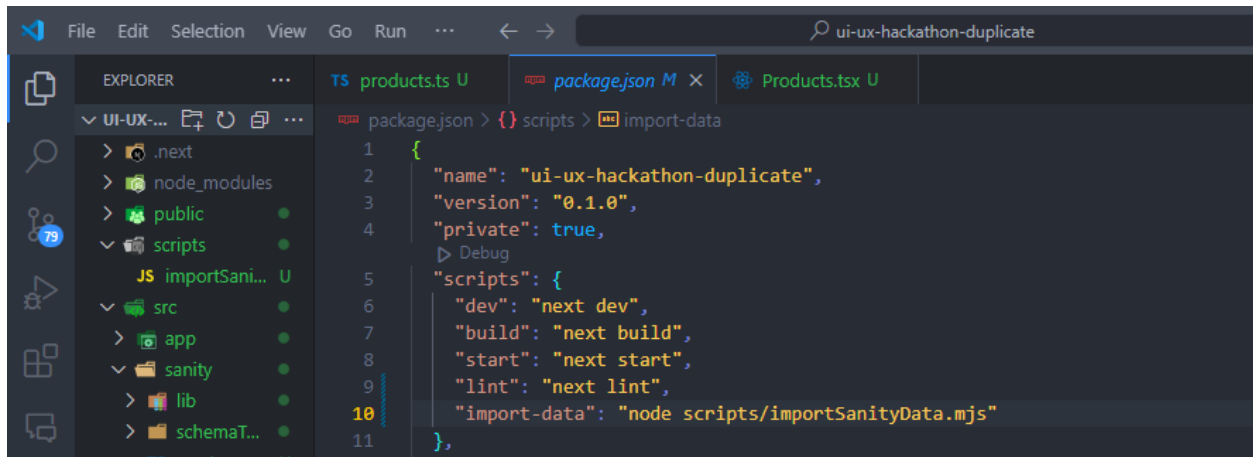 File Edit Selection View Go Run ··· ui-ux-hackathon-duplicate
EXPLORER ···
TS products.ts U
package.json M
Products.tsx U
UI-UX-... ···
package.json > {} scripts > abc import-data
.next
node_modules
public
scripts
JS importSani... U
src
app
sanity
lib
schemaT...
79
1 {
2 "name": "ui-ux-hackathon-duplicate",
3 "version": "0.1.0",
4 "private": true,
Debug
5 "scripts": {
6 "dev": "next dev",
7 "build": "next build",
8 "start": "next start",
9 "lint": "next lint",
10 "import-data": "node scripts/importSanityData.mjs"
11 },